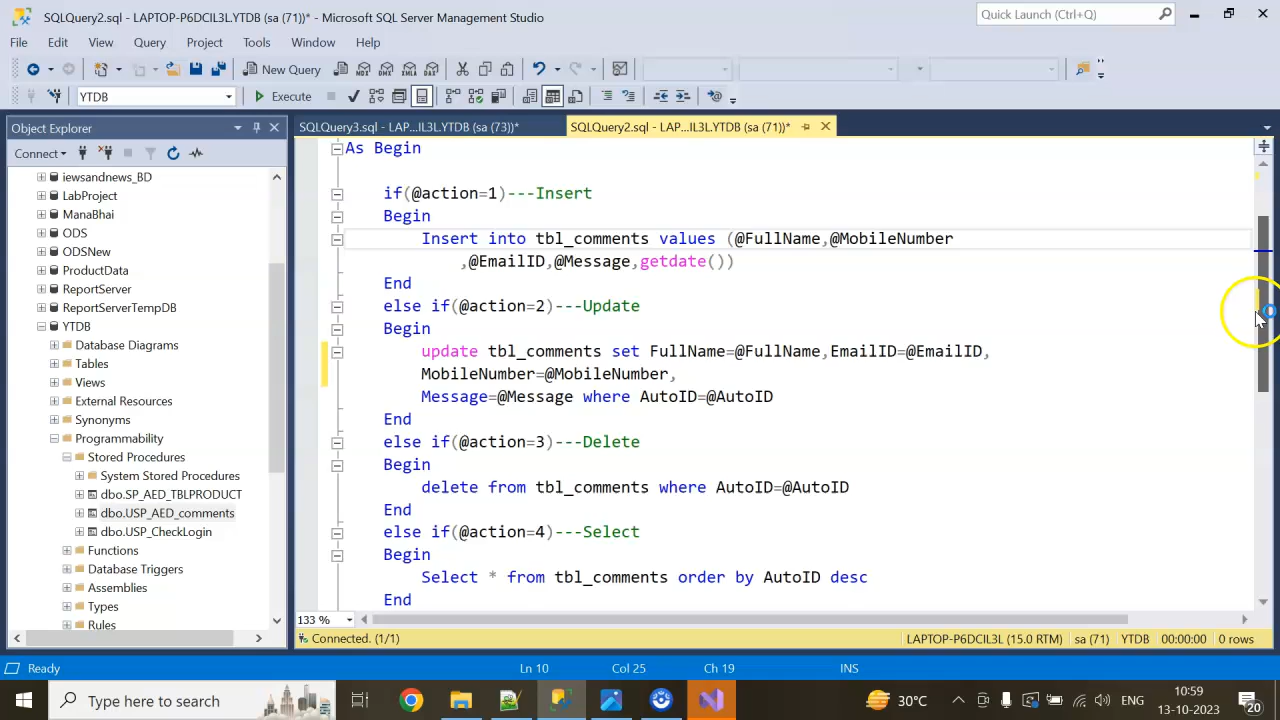 SQLQuery2.sql - LAPTOP-P6DCIL3L.YTDB (sa (71))* - Microsoft SQL Server Management Studio
Quick Launch (Ctrl+Q)
File Edit View Query Project Tools Window Help
New Query
MDX DMX XMLA DAX
YTDB
Execute
Object Explorer
SQLQuery3.sql - LAP...IL3L.YTDB (sa (73))*
SQLQuery2.sql - LAP...IL3L.YTDB (sa (71))*
Connect
iewsandnews_BD
LabProject
ManaBhai
ODS
ODSNew
ProductData
ReportServer
ReportServerTempDB
YTDB
Database Diagrams
Tables
Views
External Resources
Synonyms
Programmability
Stored Procedures
System Stored Procedures
dbo.SP_AED_TBLPRODUCT
dbo.USP_AED_comments
dbo.USP_CheckLogin
Functions
Database Triggers
Assemblies
Types
Rules
As Begin
if(@action=1)---Insert
Begin
Insert into tbl_comments values (@FullName,@MobileNumber
,@EmailID,@Message,getdate())
End
else if(@action=2)---Update
Begin
update tbl_comments set FullName=@FullName,EmailID=@EmailID,
MobileNumber=@MobileNumber,
Message=@Message where AutoID=@AutoID
End
else if(@action=3)---Delete
Begin
delete from tbl_comments where AutoID=@AutoID
End
else if(@action=4)---Select
Begin
Select * from tbl_comments order by AutoID desc
End
133 %
Connected. (1/1)
LAPTOP-P6DCIL3L (15.0 RTM) sa (71) YTDB 00:00:00 0 rows
Ready
Ln 10 Col 25 Ch 19 INS
Type here to search
30°C
ENG
10:59
13-10-2023
20